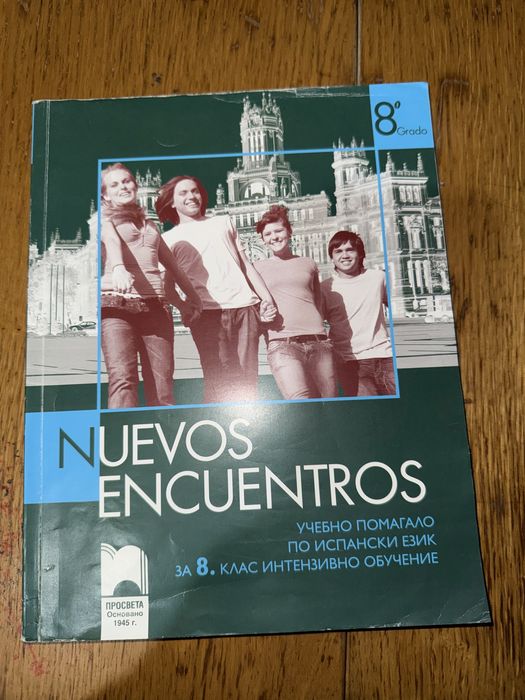 8º
Grado
NUEVOS
ENCUENTROS
УЧЕБНО ПОМАГАЛО
ПО ИСПАНСКИ ЕЗИК
ЗА 8. КЛАС ИНТЕНЗИВНО ОБУЧЕНИЕ
ПРОСВЕТА
Основано
1945 г.